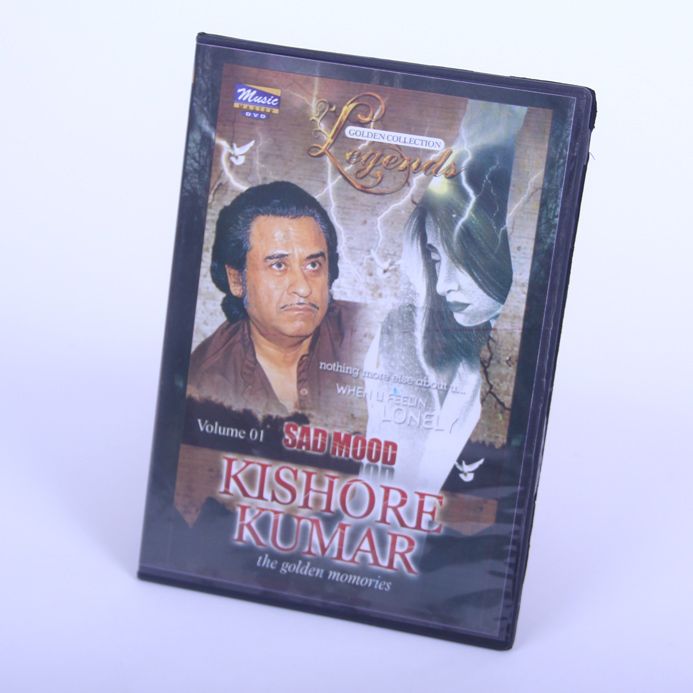 Music
MASTER
DVD
GOLDEN COLLECTION
Legends
nothing more else about u...
WHEN U FEELIN
LONELY
Volume 01
SAD MOOD
KISHORE
KUMAR
the golden momories